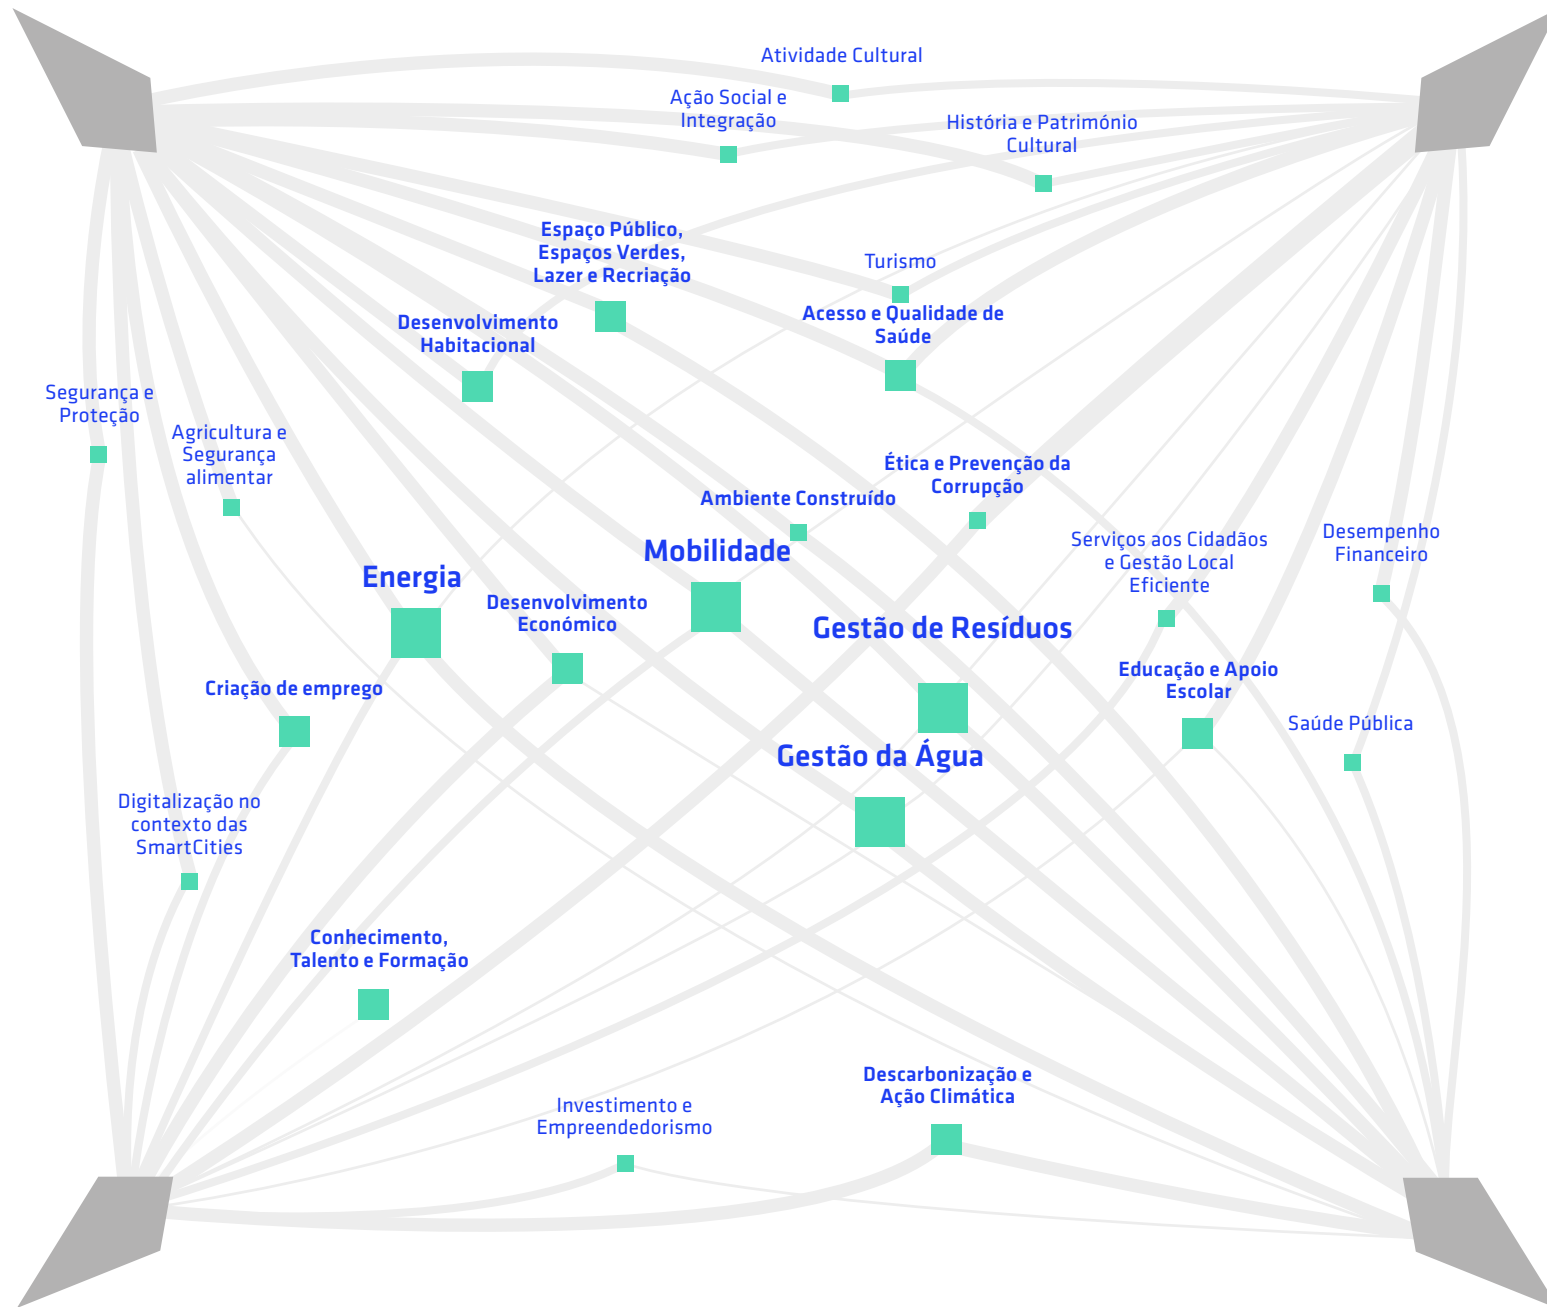 Atividade Cultural
Ação Social e
Integração
História e Património
Cultural
Espaço Público,
Espaços Verdes,
Lazer e Recriação
Turismo
Desenvolvimento
Habitacional
Acesso e Qualidade de
Saúde
Segurança e
Proteção
Agricultura e
Segurança
alimentar
Ética e Prevenção da
Corrupção
Ambiente Construído
Mobilidade
Serviços aos Cidadãos
e Gestão Local
Eficiente
Desempenho
Financeiro
Energia
Desenvolvimento
Económico
Gestão de Resíduos
Educação e Apoio
Escolar
Criação de emprego
Saúde Pública
Gestão da Água
Digitalização no
contexto das
SmartCities
Conhecimento,
Talento e Formação
Descarbonização e
Ação Climática
Investimento e
Empreendedorismo